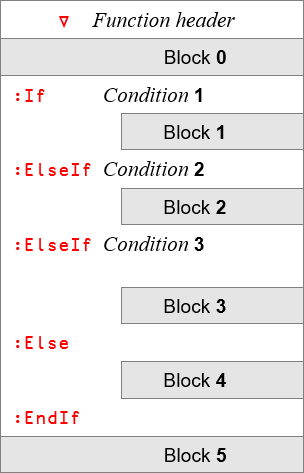 ∇ Function header
Block 0
:If Condition 1
Block 1
:ElseIf Condition 2
Block 2
:ElseIf Condition 3
Block 3
:Else
Block 4
:EndIf
Block 5